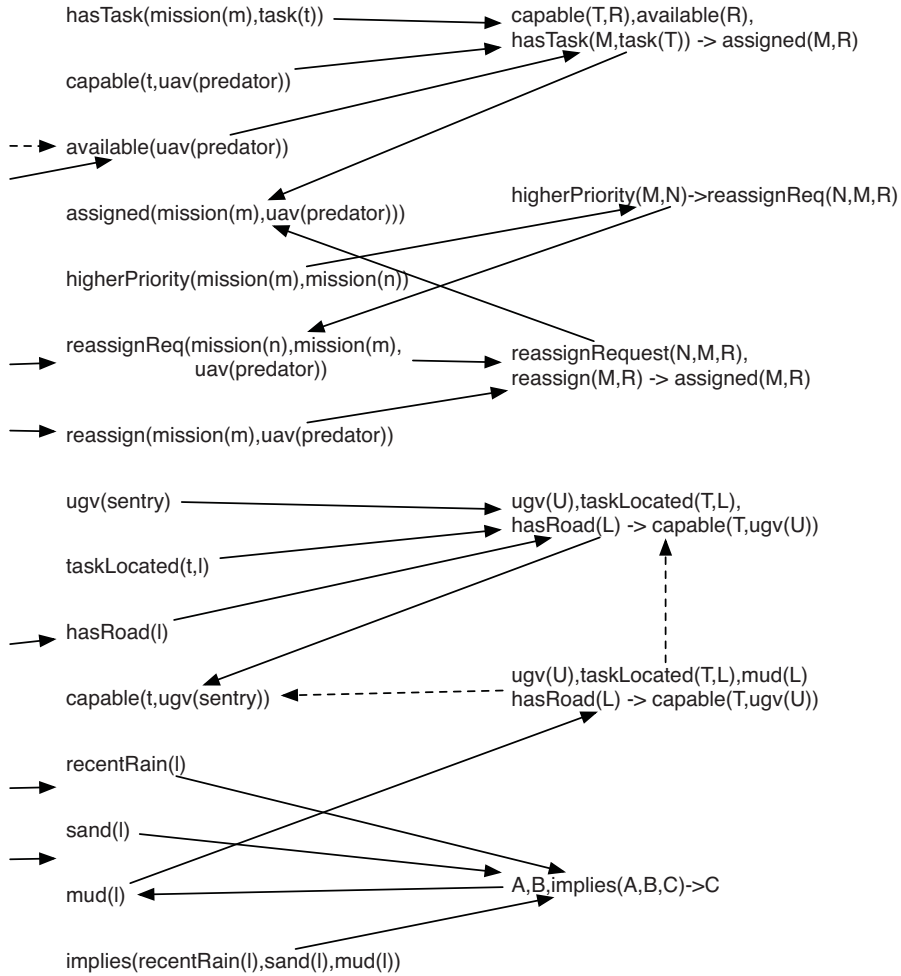 hasTask(mission(m),task(t))
capable(T,R),available(R),
hasTask(M,task(T)) -> assigned(M,R)
capable(t,uav(predator))
available(uav(predator))
assigned(mission(m),uav(predator)))
higherPriority(M,N)->reassignReq(N,M,R)
higherPriority(mission(m),mission(n))
reassignReq(mission(n),mission(m),
uav(predator))
reassignRequest(N,M,R),
reassign(M,R) -> assigned(M,R)
reassign(mission(m),uav(predator))
ugv(sentry)
ugv(U),taskLocated(T,L),
hasRoad(L) -> capable(T,ugv(U))
taskLocated(t,l)
hasRoad(l)
capable(t,ugv(sentry))
ugv(U),taskLocated(T,L),mud(L)
hasRoad(L) -> capable(T,ugv(U))
recentRain(l)
sand(l)
mud(l)
A,B,implies(A,B,C)->C
implies(recentRain(l),sand(l),mud(l))